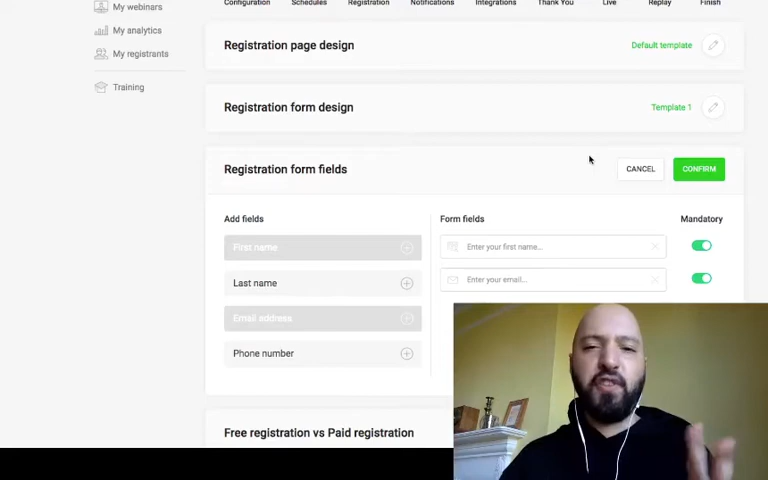 Configuration
Schedules
Registration
Notifications
Integrations
Thank You
Live
Replay
Finish
My webinars
My analytics
My registrants
Training
Registration page design
Default template
Registration form design
Template 1
Registration form fields
CANCEL
CONFIRM
Add fields
Form fields
Mandatory
First name
Enter your first name...
Last name
Enter your email...
Email address
Phone number
Free registration vs Paid registration